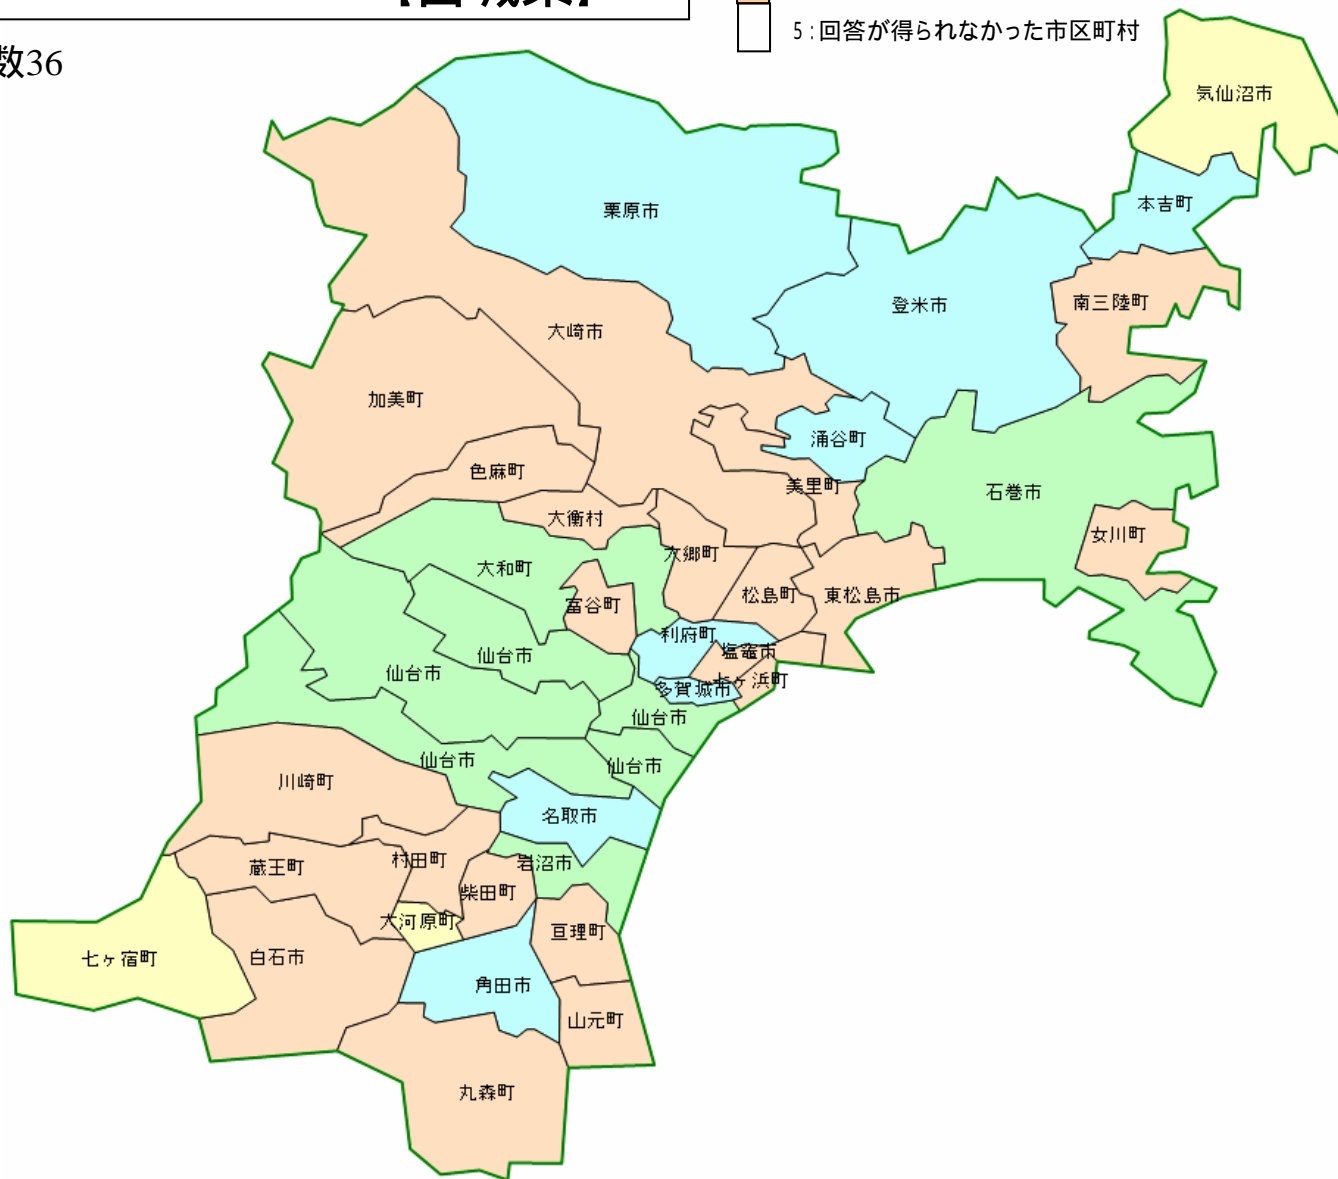 5：回答が得られなかった市区町村
数36
気仙沼市
本吉町
栗原市
登米市
南三陸町
大崎市
加美町
涌谷町
色麻町
美里町
石巻市
大衡村
女川町
大郷町
大和町
松島町
東松島市
富谷町
利府町
塩竈市
仙台市
仙台市
七ヶ浜町
多賀城市
仙台市
仙台市
仙台市
川崎町
名取市
村田町
岩沼市
蔵王町
柴田町
大河原町
亘理町
七ヶ宿町
白石市
角田市
山元町
丸森町